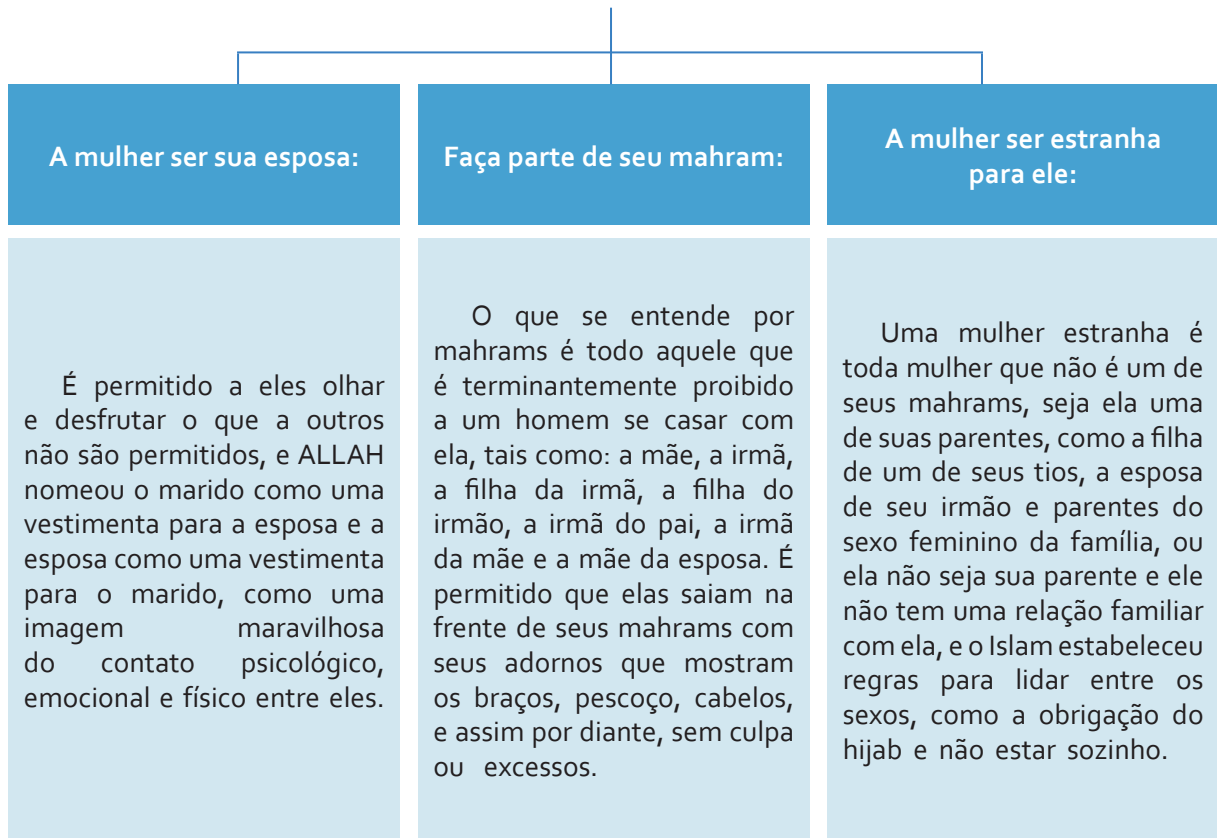 A mulher ser sua esposa:
É permitido a eles olhar
e desfrutar o que a outros
não são permitidos, e ALLAH
nomeou o marido como uma
vestimenta para a esposa e a
esposa como uma vestimenta
para o marido, como uma
imagem maravilhosa
do contato psicológico,
emocional e físico entre eles.
Faça parte de seu mahram:
O que se entende por
mahrams é todo aquele que
é terminantemente proibido
a um homem se casar com
ela, tais como: a mãe, a irmã,
a filha da irmã, a filha do
irmão, a irmã do pai, a irmã
da mãe e a mãe da esposa. É
permitido que elas saiam na
frente de seus mahrams com
seus adornos que mostram
os braços, pescoço, cabelos,
e assim por diante, sem culpa
ou excessos.
A mulher ser estranha
para ele:
Uma mulher estranha é
toda mulher que não é um de
seus mahrams, seja ela uma
de suas parentes, como a filha
de um de seus tios, a esposa
de seu irmão e parentes do
sexo feminino da família, ou
ela não seja sua parente e ele
não tem uma relação familiar
com ela, e o Islam estabeleceu
regras para lidar entre os
sexos, como a obrigação do
hijab e não estar sozinho.